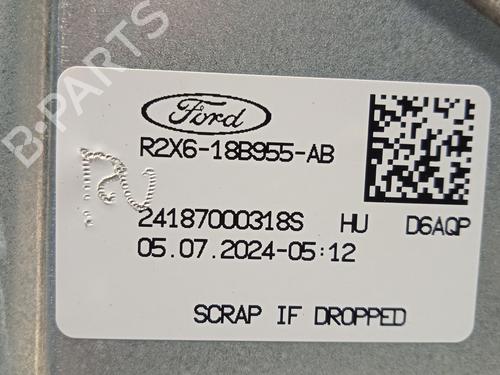 B-PARTS
Ford
R2X6-18B955-AB
24187000318S HU D6AQP
05.07.2024-05:12
SCRAP IF DROPPED